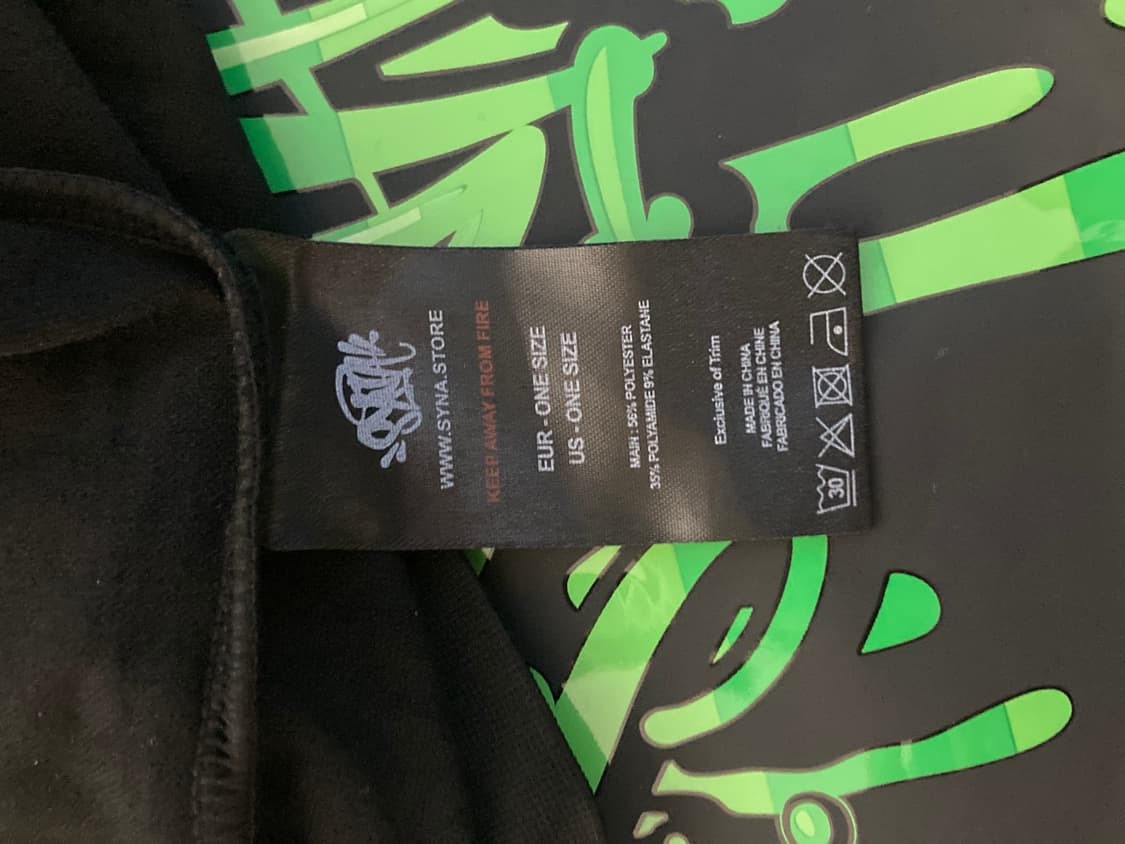 WWW.SYNA.STORE
KEEP AWAY FROM FIRE
EUR - ONE SIZE
US - ONE SIZE
MAIN : 56% POLYESTER
35% POLYAMIDE 9% ELASTANE
Exclusive of Trim
MADE IN CHINA
FABRIQUÉ EN CHINE
FABRICADO EN CHINA
30